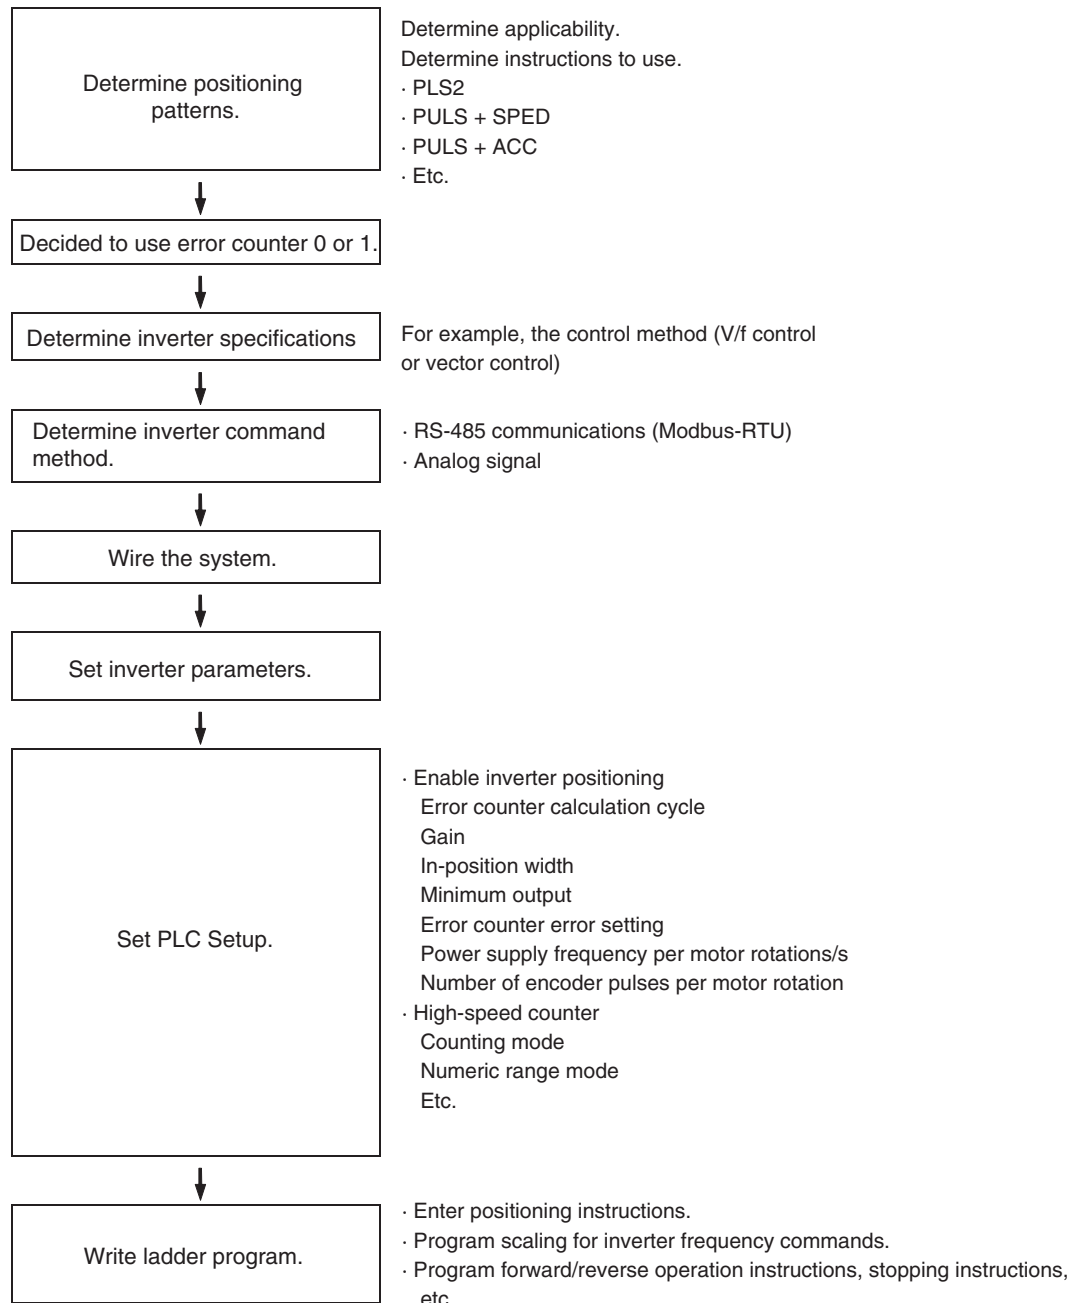 Determine positioning
patterns.
Determine applicability.
Determine instructions to use.
· PLS2
· PULS + SPED
· PULS + ACC
· Etc.
Decided to use error counter 0 or 1.
Determine inverter specifications
For example, the control method (V/f control
or vector control)
Determine inverter command
method.
· RS-485 communications (Modbus-RTU)
· Analog signal
Wire the system.
Set inverter parameters.
Set PLC Setup.
· Enable inverter positioning
Error counter calculation cycle
Gain
In-position width
Minimum output
Error counter error setting
Power supply frequency per motor rotations/s
Number of encoder pulses per motor rotation
· High-speed counter
Counting mode
Numeric range mode
Etc.
Write ladder program.
· Enter positioning instructions.
· Program scaling for inverter frequency commands.
· Program forward/reverse operation instructions, stopping instructions,
etc